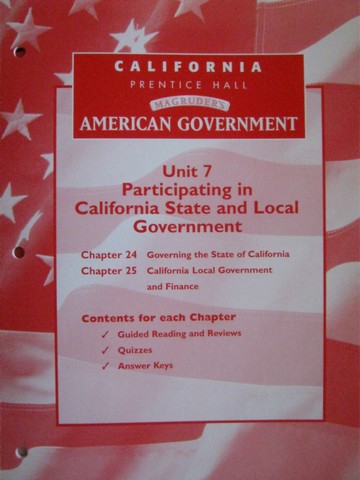 CALIFORNIA
PRENTICE HALL
MAGRUDER'S
AMERICAN GOVERNMENT
Unit 7
Participating in
California State and Local
Government
Chapter 24 Governing the State of California
Chapter 25 California Local Government
and Finance
Contents for each Chapter
✓ Guided Reading and Reviews
✓ Quizzes
✓ Answer Keys